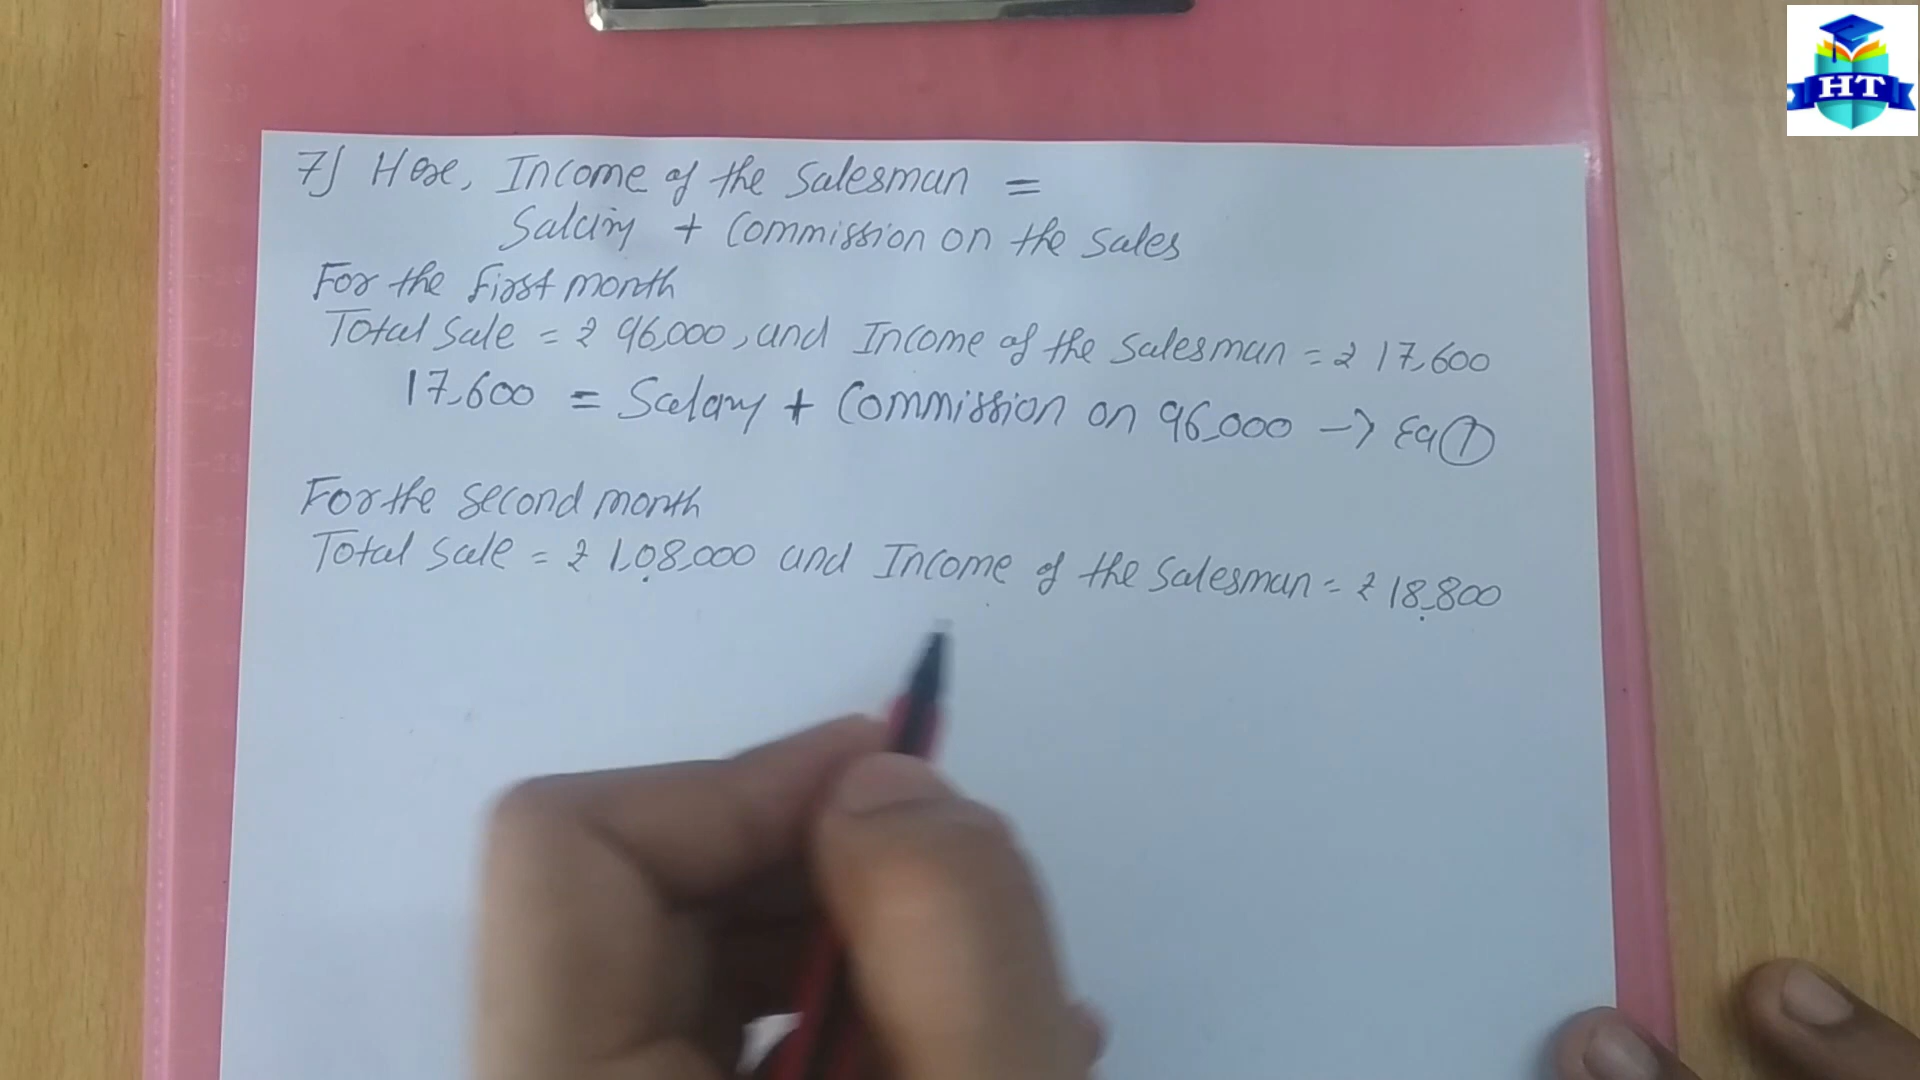 HT
7) Here, Income of the Salesman =
Salary + Commission on the Sales
For the First month
Total Sale = ₹ 96,000, and Income of the Salesman = ₹ 17,600
17,600 = Salary + Commission on 96,000 → Eq ①
For the Second month
Total Sale = ₹ 1,08,000 and Income of the Salesman = ₹ 18,800